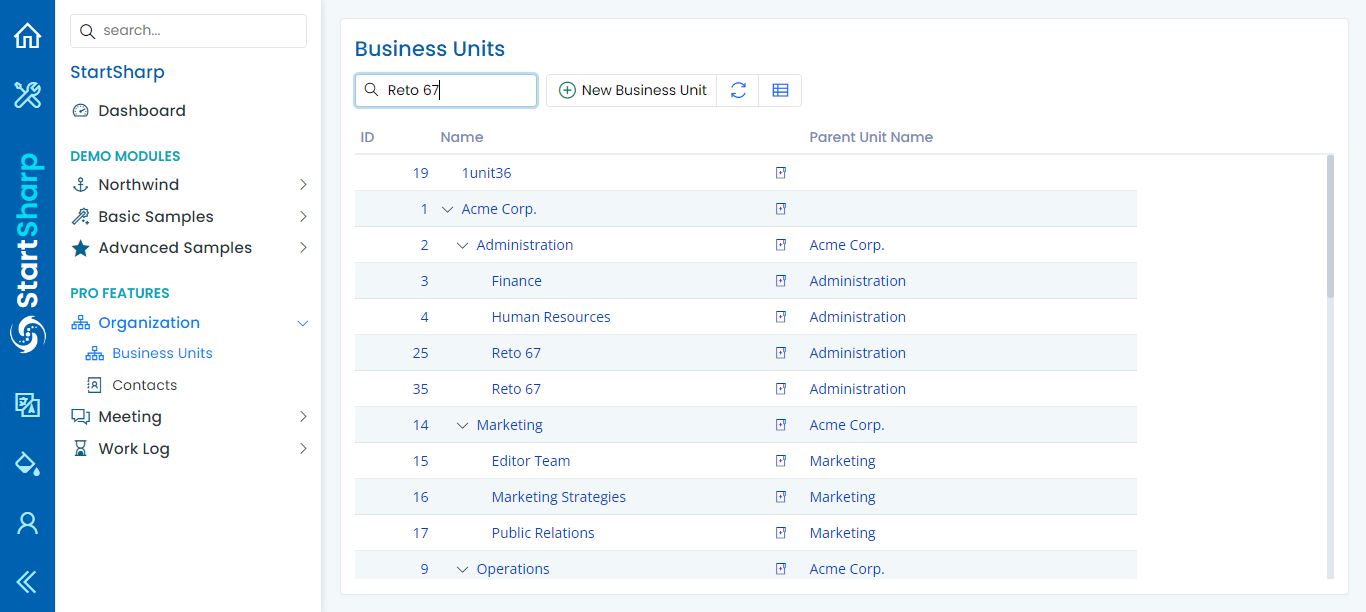 StartSharp
search...
StartSharp
Dashboard
DEMO MODULES
Northwind
Basic Samples
Advanced Samples
PRO FEATURES
Organization
Business Units
Contacts
Meeting
Work Log
Business Units
Reto 67
New Business Unit
ID Name Parent Unit Name
19 1unit36
1 Acme Corp.
2 Administration Acme Corp.
3 Finance Administration
4 Human Resources Administration
25 Reto 67 Administration
35 Reto 67 Administration
14 Marketing Acme Corp.
15 Editor Team Marketing
16 Marketing Strategies Marketing
17 Public Relations Marketing
9 Operations Acme Corp.